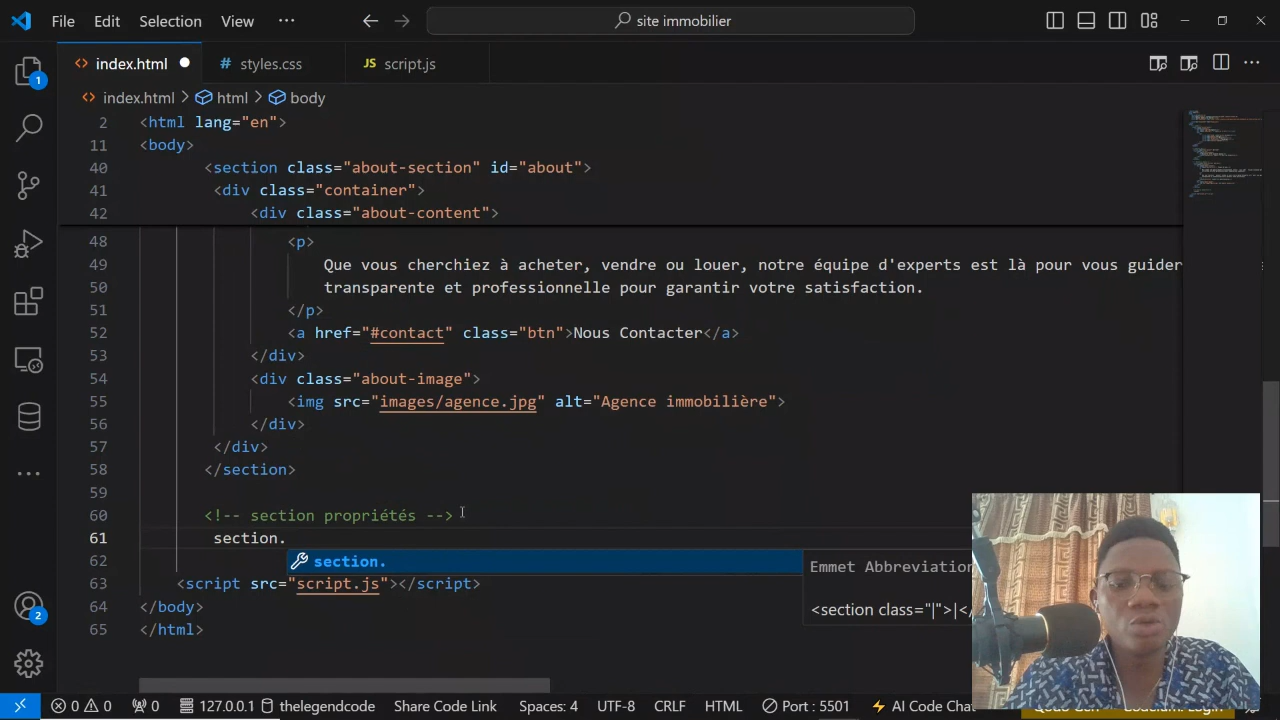 File Edit Selection View ··· site immobilier
index.html styles.css JS script.js
index.html > html > body
2 <html lang="en">
11 <body>
40 <section class="about-section" id="about">
41 <div class="container">
42 <div class="about-content">
48 <p>
49 Que vous cherchiez à acheter, vendre ou louer, notre équipe d'experts est là pour vous guider
50 transparente et professionnelle pour garantir votre satisfaction.
51 </p>
52 <a href="#contact" class="btn">Nous Contacter</a>
53 </div>
54 <div class="about-image">
55 <img src="images/agence.jpg" alt="Agence immobilière">
56 </div>
57 </div>
58 </section>
59
60 <!-- section propriétés -->
61 section.
62 section.
Emmet Abbreviation
63 <script src="script.js"></script>
<section class="|">|</
64 </body>
65 </html>
1
2
0 0 0 127.0.0.1 thelegendcode Share Code Link Spaces: 4 UTF-8 CRLF HTML Port : 5501 AI Code Chat